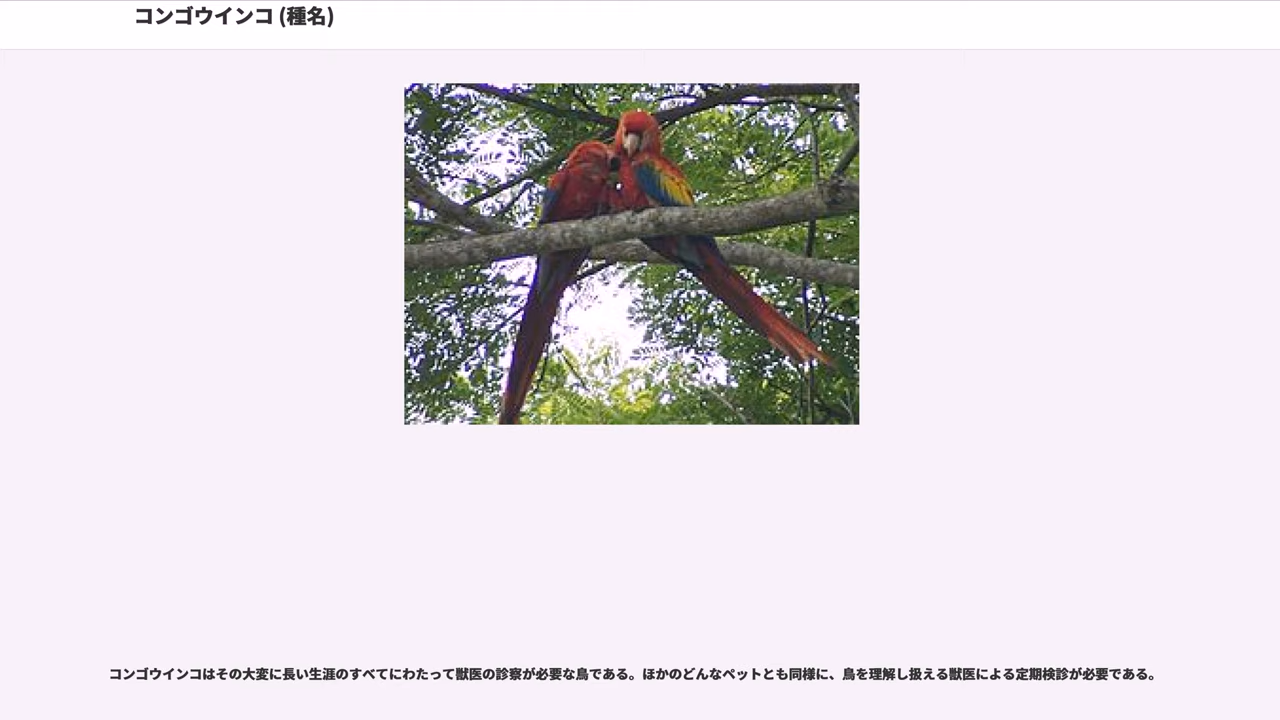 コンゴウインコ (種名)
コンゴウインコはその大変に長い生涯のすべてにわたって獣医の診察が必要な鳥である。ほかのどんなペットとも同様に、鳥を理解し扱える獣医による定期検診が必要である。